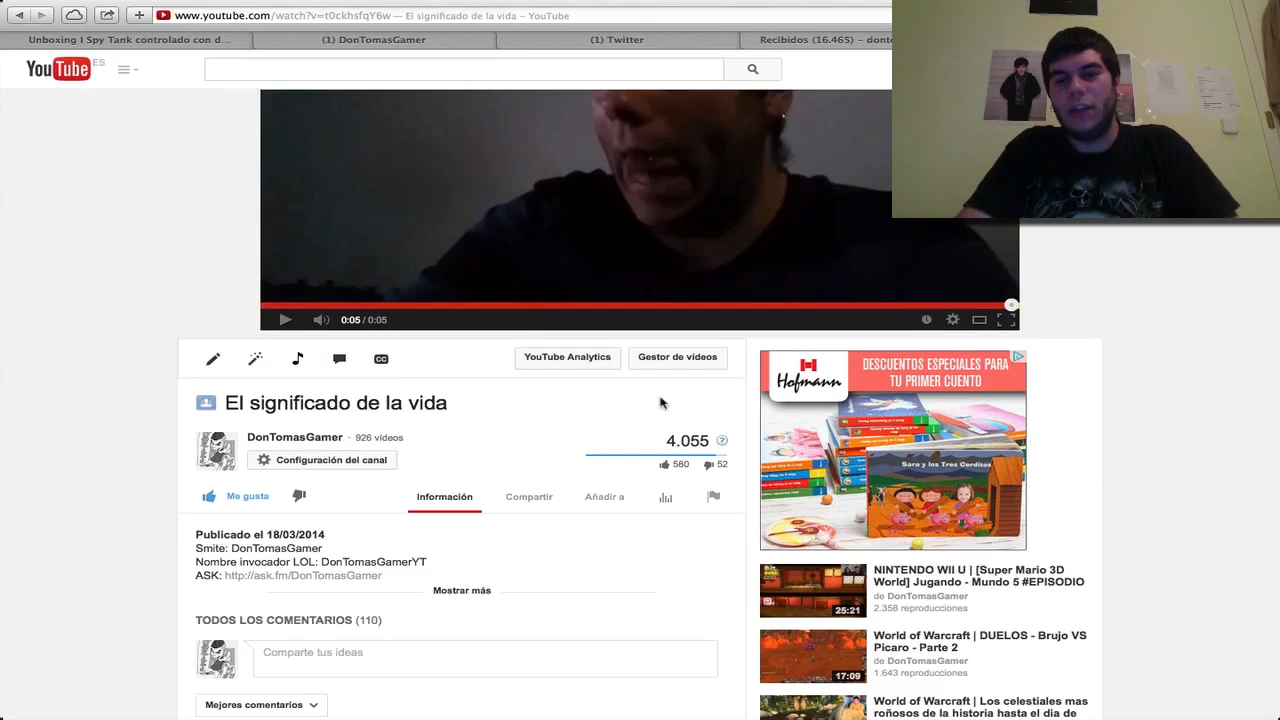 www.youtube.com/watch?v=t0ckhsfqY6w — El significado de la vida – YouTube
Unboxing I Spy Tank controlado con d...
(1) DonTomasGamer
(1) Twitter
Recibidos (16.465) – dont
YouTube ES
0:05 / 0:05
YouTube Analytics
Gestor de vídeos
El significado de la vida
DonTomasGamer · 926 vídeos
Configuración del canal
4.055
580
52
Me gusta
Información
Compartir
Añadir a
Publicado el 18/03/2014
Smite: DonTomasGamer
Nombre invocador LOL: DonTomasGamerYT
ASK: http://ask.fm/DonTomasGamer
Mostrar más
TODOS LOS COMENTARIOS (110)
Comparte tus ideas
Mejores comentarios
Hofmann
DESCUENTOS ESPECIALES PARA
TU PRIMER CUENTO
Sara y los Tres Cerditos
25:21
NINTENDO WII U | [Super Mario 3D
World] Jugando - Mundo 5 #EPISODIO
de DonTomasGamer
2.358 reproducciones
17:09
World of Warcraft | DUELOS - Brujo VS
Picaro - Parte 2
de DonTomasGamer
1.643 reproducciones
World of Warcraft | Los celestiales mas
roñosos de la historia hasta el dia de